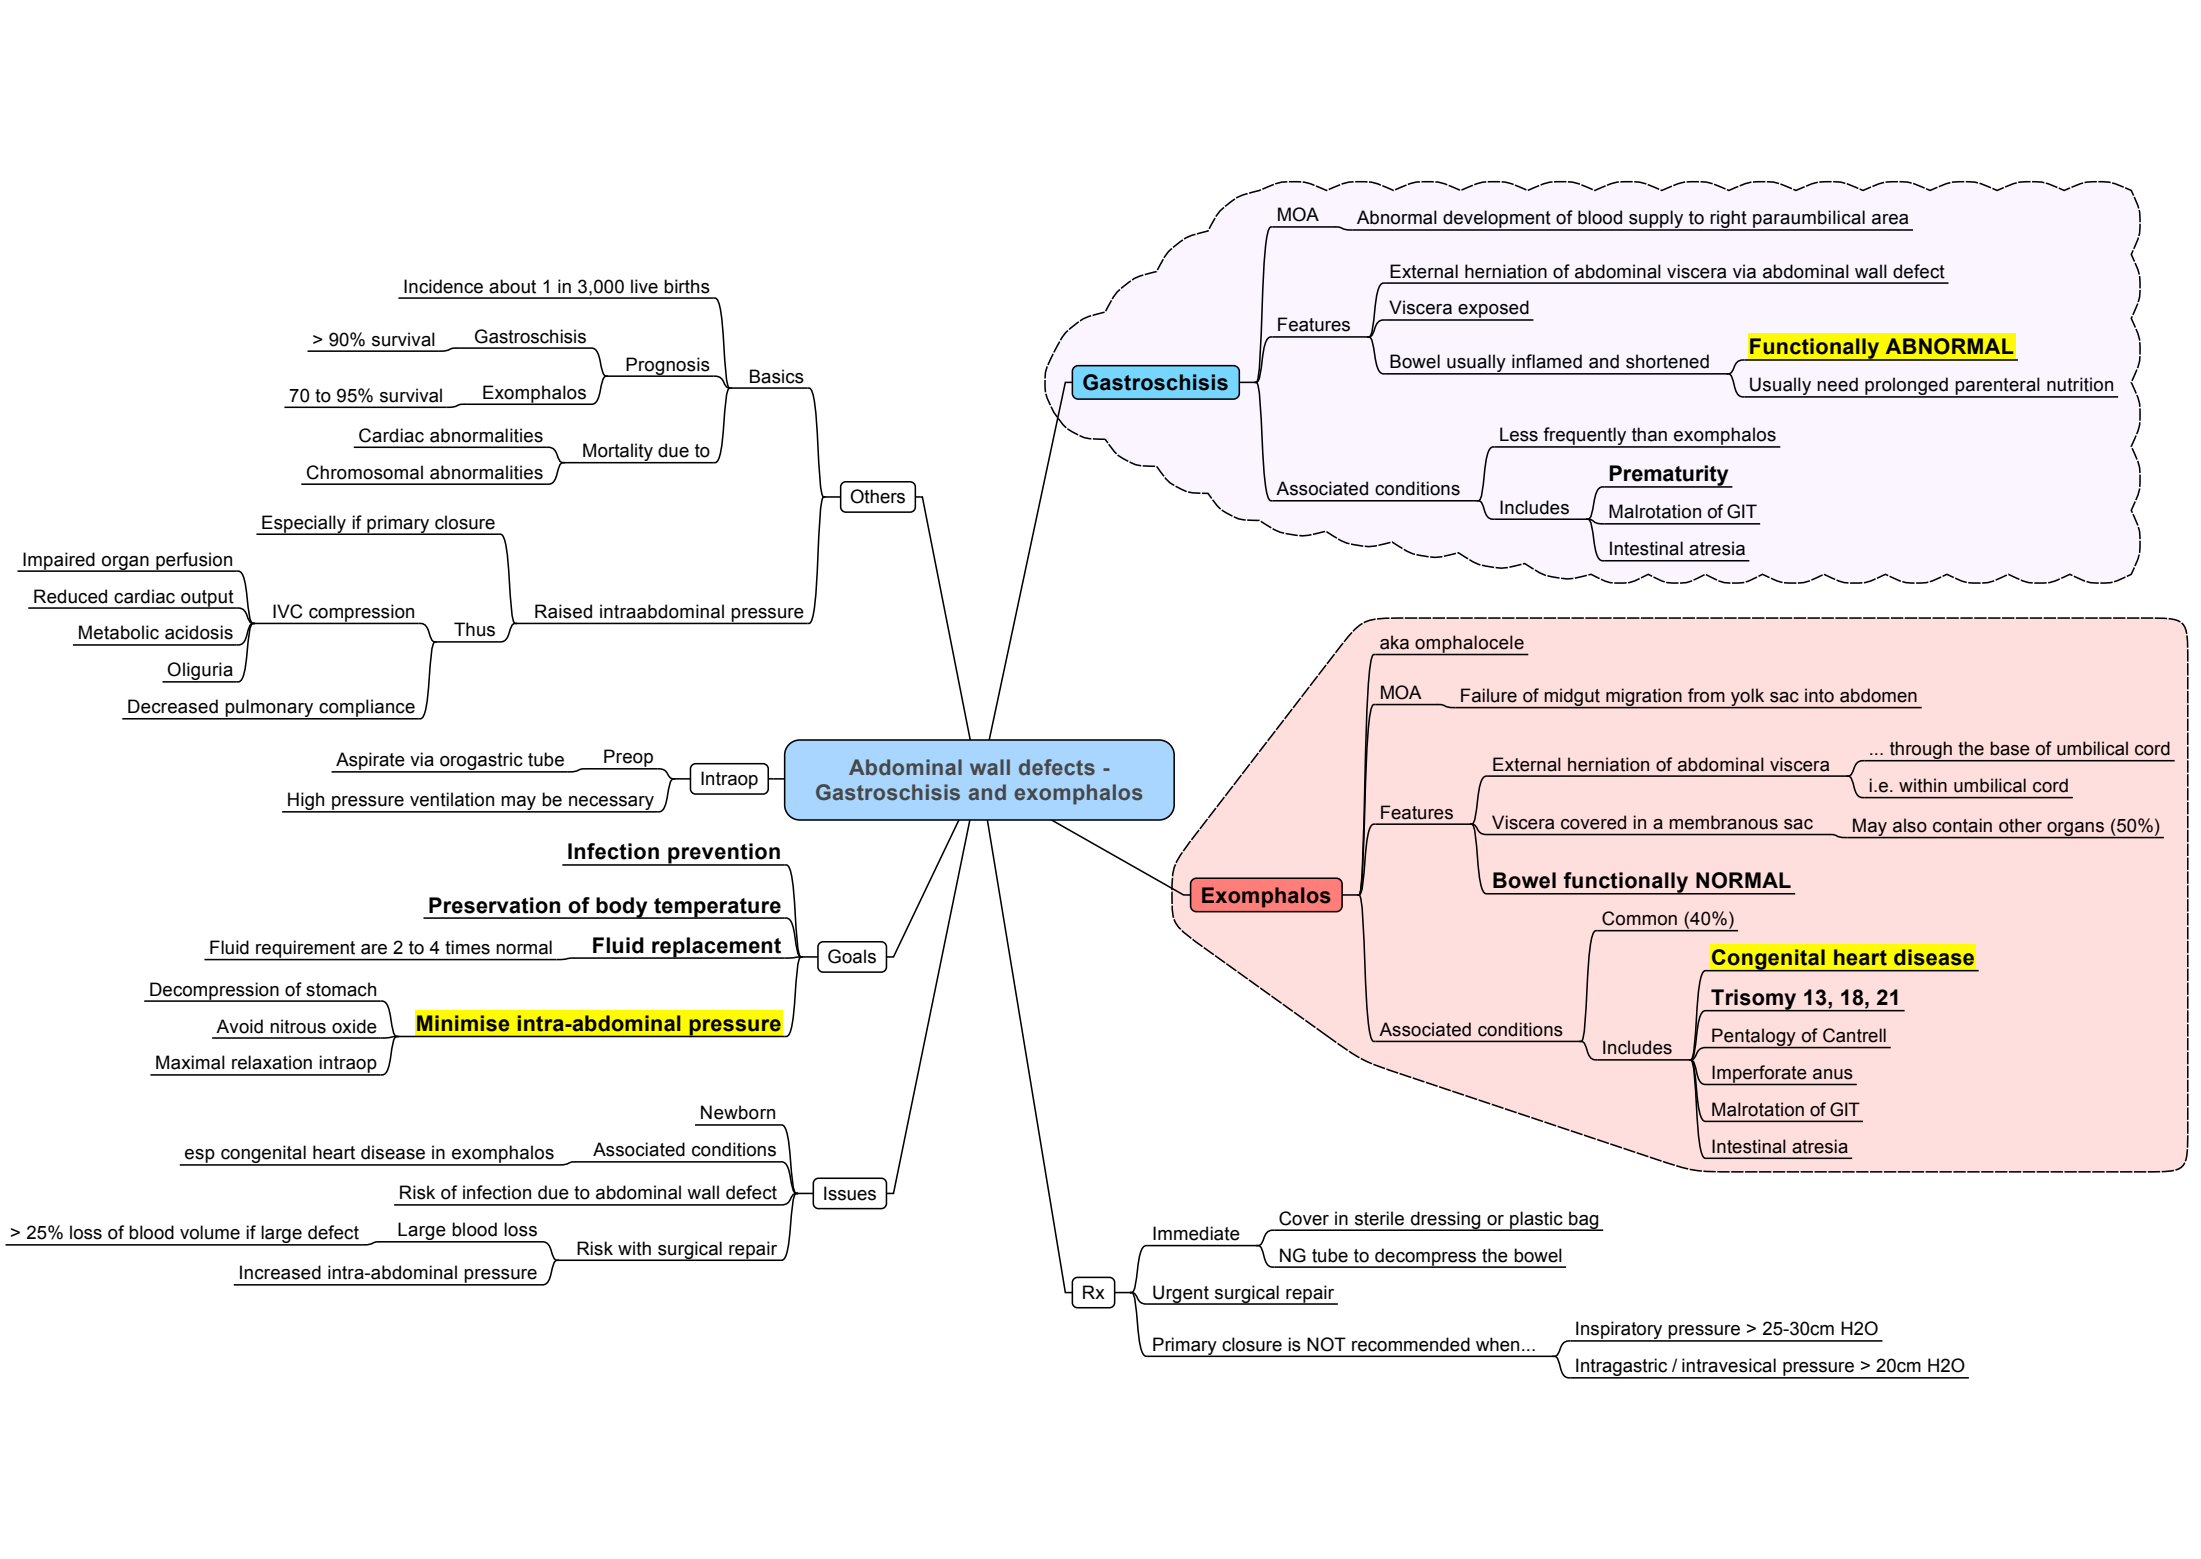 Abdominal wall defects -
Gastroschisis and exomphalos
Gastroschisis
MOA
Abnormal development of blood supply to right paraumbilical area
Features
External herniation of abdominal viscera via abdominal wall defect
Viscera exposed
Bowel usually inflamed and shortened
Functionally ABNORMAL
Usually need prolonged parenteral nutrition
Associated conditions
Less frequently than exomphalos
Includes
Prematurity
Malrotation of GIT
Intestinal atresia
Exomphalos
aka omphalocele
MOA
Failure of midgut migration from yolk sac into abdomen
Features
External herniation of abdominal viscera
... through the base of umbilical cord
i.e. within umbilical cord
Viscera covered in a membranous sac
May also contain other organs (50%)
Bowel functionally NORMAL
Associated conditions
Common (40%)
Includes
Congenital heart disease
Trisomy 13, 18, 21
Pentalogy of Cantrell
Imperforate anus
Malrotation of GIT
Intestinal atresia
Rx
Immediate
Cover in sterile dressing or plastic bag
NG tube to decompress the bowel
Urgent surgical repair
Primary closure is NOT recommended when...
Inspiratory pressure > 25-30cm H2O
Intragastric / intravesical pressure > 20cm H2O
Others
Basics
Incidence about 1 in 3,000 live births
Prognosis
Gastroschisis
> 90% survival
Exomphalos
70 to 95% survival
Mortality due to
Cardiac abnormalities
Chromosomal abnormalities
Raised intraabdominal pressure
Especially if primary closure
Thus
IVC compression
Impaired organ perfusion
Reduced cardiac output
Metabolic acidosis
Oliguria
Decreased pulmonary compliance
Intraop
Preop
Aspirate via orogastric tube
High pressure ventilation may be necessary
Goals
Infection prevention
Preservation of body temperature
Fluid replacement
Fluid requirement are 2 to 4 times normal
Minimise intra-abdominal pressure
Decompression of stomach
Avoid nitrous oxide
Maximal relaxation intraop
Issues
Newborn
Associated conditions
esp congenital heart disease in exomphalos
Risk of infection due to abdominal wall defect
Risk with surgical repair
Large blood loss
> 25% loss of blood volume if large defect
Increased intra-abdominal pressure